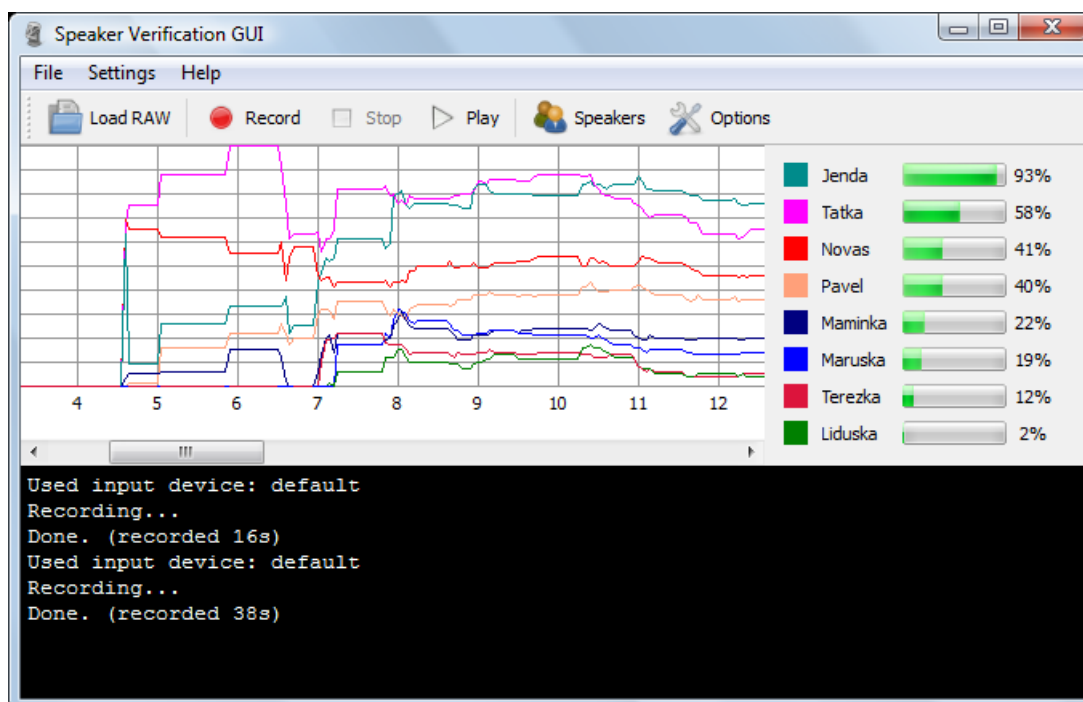 Speaker Verification GUI
File Settings Help
Load RAW Record Stop Play Speakers Options
Jenda 93%
Tatka 58%
Novas 41%
Pavel 40%
Maminka 22%
Maruska 19%
Terezka 12%
Liduska 2%
4 5 6 7 8 9 10 11 12
Used input device: default
Recording...
Done. (recorded 16s)
Used input device: default
Recording...
Done. (recorded 38s)